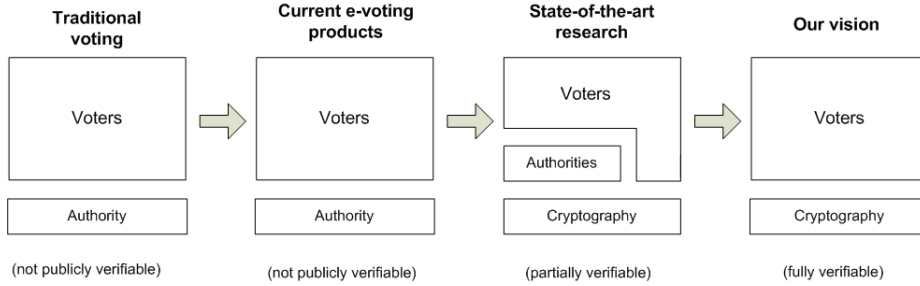 Traditional
voting
Voters
Authority
(not publicly verifiable)
Current e-voting
products
Voters
Authority
(not publicly verifiable)
State-of-the-art
research
Voters
Authorities
Cryptography
(partially verifiable)
Our vision
Voters
Cryptography
(fully verifiable)